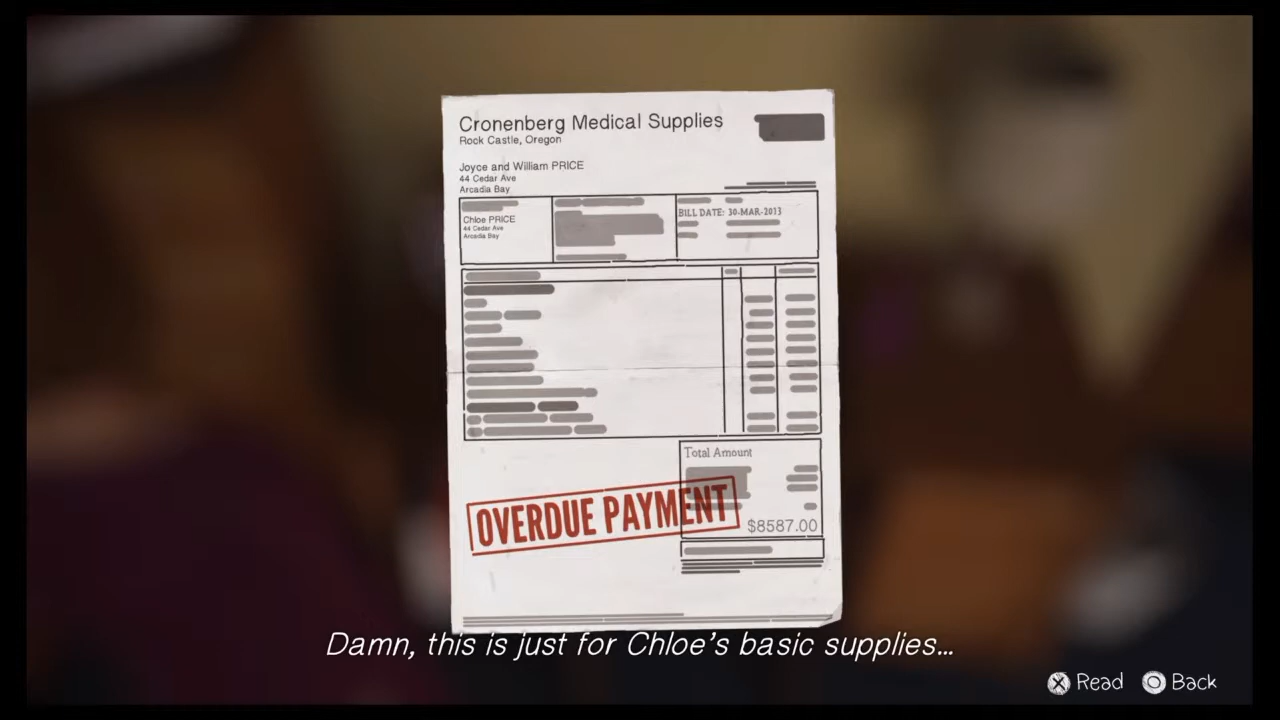 Cronenberg Medical Supplies
Rock Castle, Oregon
Joyce and William PRICE
44 Cedar Ave
Arcadia Bay
Chloe PRICE
44 Cedar Ave
Arcadia Bay
BILL DATE: 30-MAR-2013
Total Amount
OVERDUE PAYMENT
$8587.00
Damn, this is just for Chloe's basic supplies...
Read
Back